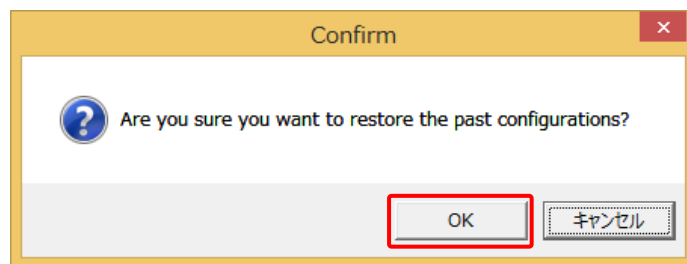 Confirm
Are you sure you want to restore the past configurations?
OK
キャンセル